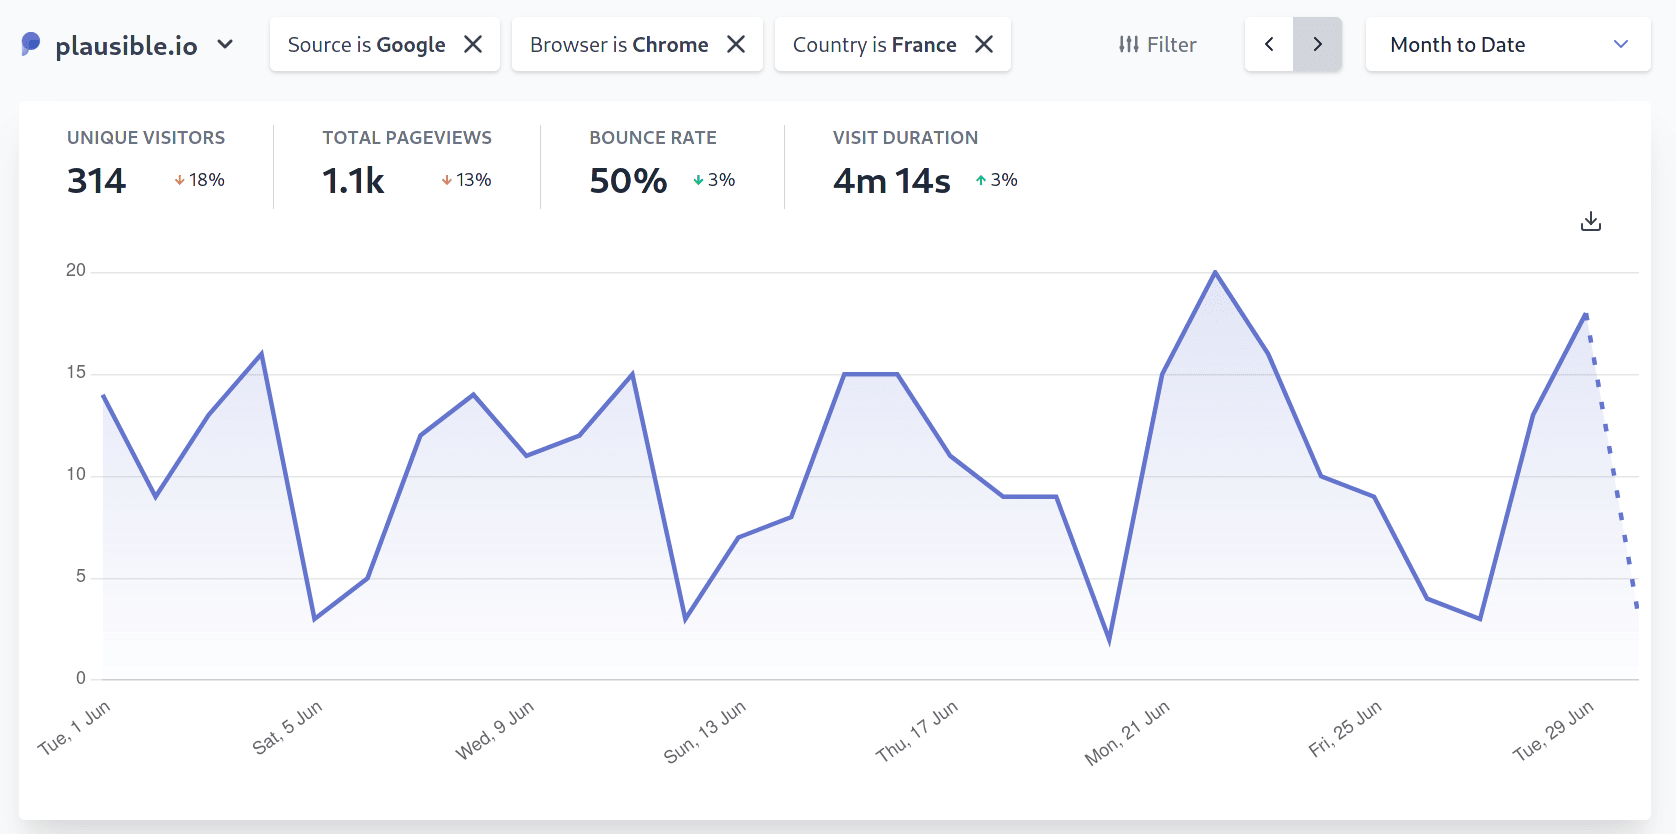 plausible.io
Source is Google
Browser is Chrome
Country is France
Filter
Month to Date
UNIQUE VISITORS
314 18%
TOTAL PAGEVIEWS
1.1k 13%
BOUNCE RATE
50% 3%
VISIT DURATION
4m 14s 3%
20
15
10
5
0
Tue, 1 Jun
Sat, 5 Jun
Wed, 9 Jun
Sun, 13 Jun
Thu, 17 Jun
Mon, 21 Jun
Fri, 25 Jun
Tue, 29 Jun